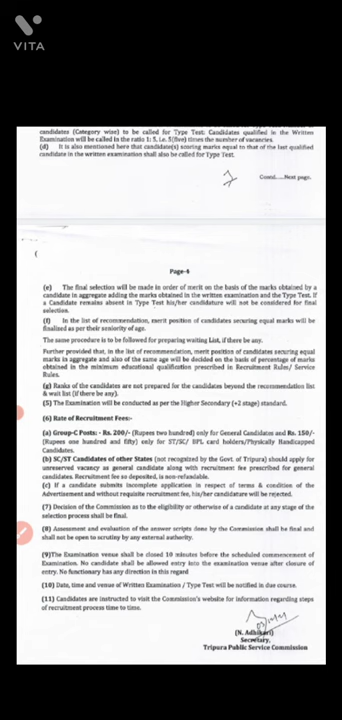 VITA
candidates (Category wise) to be called for Type Test: Candidates qualified in the Written
Examination will be called in the ratio 1: 5, i.e. 5(five) times the number of vacancies.
(d) It is also mentioned here that candidate(s) scoring marks equal to that of the last qualified
candidate in the written examination shall also be called for Type Test.
Contd.....Next page.
Page-4
(e) The final selection will be made in order of merit on the basis of the marks obtained by a
candidate in aggregate adding the marks obtained in the written examination and the Type Test. If
a Candidate remains absent in Type Test his/her candidature will not be considered for final
selection.
(f) In the list of recommendation, merit position of candidates securing equal marks will be
finalized as per their seniority of age.
The same procedure is to be followed for preparing waiting List, if there be any.
Further provided that, in the list of recommendation, merit position of candidates securing equal
marks in aggregate and also of the same age will be decided on the basis of percentage of marks
obtained in the minimum educational qualification prescribed in Recruitment Rules/ Service
Rules.
(g) Ranks of the candidates are not prepared for the candidates beyond the recommendation list
& wait list (if there be any).
(5) The Examination will be conducted as per the Higher Secondary (+2 stage) standard.
(6) Rate of Recruitment Fees:-
(a) Group-C Posts: - Rs. 200/- (Rupees two hundred) only for General Candidates and Rs. 150/-
(Rupees one hundred and fifty) only for ST/SC/ BPL card holders/Physically Handicapped
Candidates.
(b) SC/ST Candidates of other States (not recognized by the Govt. of Tripura) should apply for
unreserved vacancy as general candidate along with recruitment fee prescribed for general
candidates. Recruitment fee as deposited, is non-refundable.
(c) If a candidate submits incomplete application in respect of terms & condition of the
Advertisement and without requisite recruitment fee, his/her candidature will be rejected.
(7) Decision of the Commission as to the eligibility or otherwise of a candidate at any stage of the
selection process shall be final.
(8) Assessment and evaluation of the answer scripts done by the Commission shall be final and
shall not be open to scrutiny by any external authority.
(9)The Examination venue shall be closed 10 minutes before the scheduled commencement of
Examination. No candidate shall be allowed entry into the examination venue after closure of
entry. No functionary has any direction in this regard
(10) Date, time and venue of Written Examination / Type Test will be notified in due course.
(11) Candidates are instructed to visit the Commission's website for information regarding steps
of recruitment process time to time.
(N. Adhikari)
Secretary,
Tripura Public Service Commission